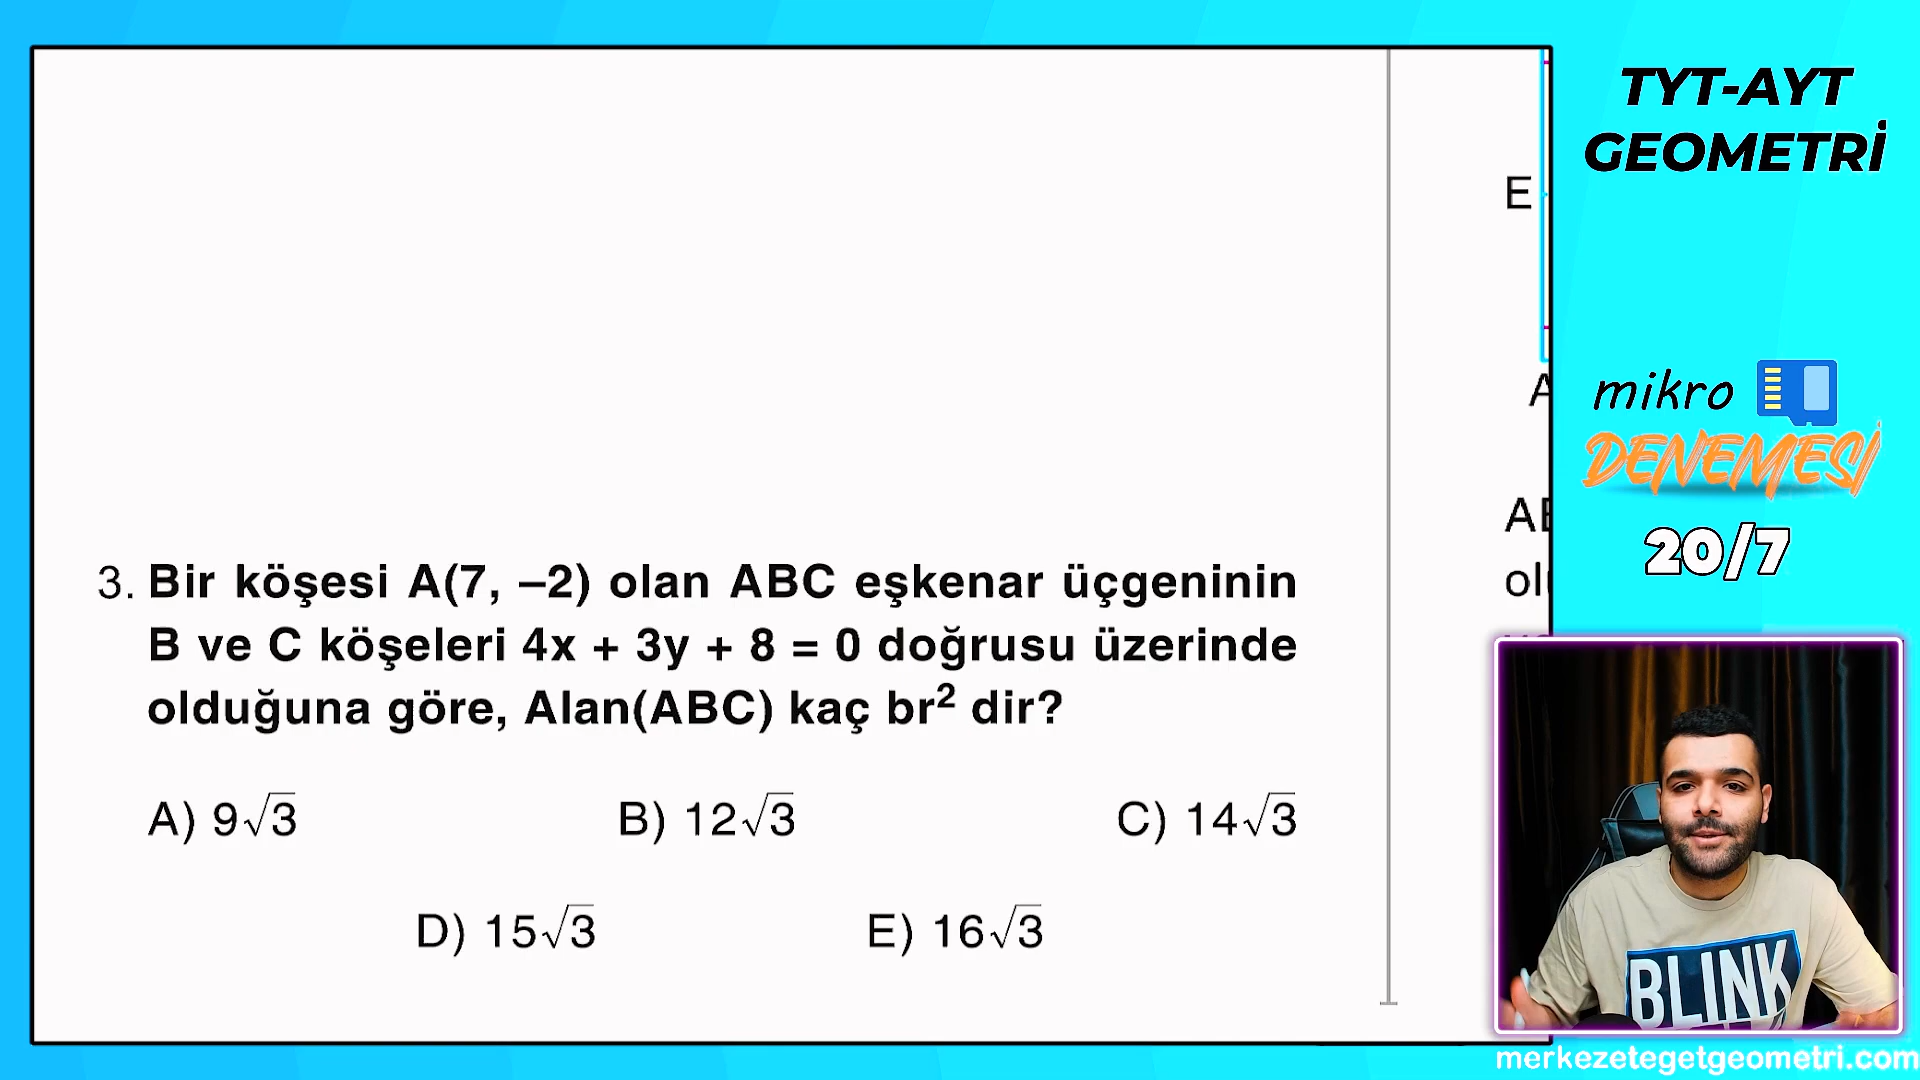 TYT-AYT
GEOMETRİ
E
A
mikro
DENEMESİ
20/7
3. Bir köşesi A(7, –2) olan ABC eşkenar üçgeninin
B ve C köşeleri 4x + 3y + 8 = 0 doğrusu üzerinde
olduğuna göre, Alan(ABC) kaç br² dir?
A) 9√3 B) 12√3 C) 14√3
D) 15√3 E) 16√3
BLINK
merkezetegetgeometri.com